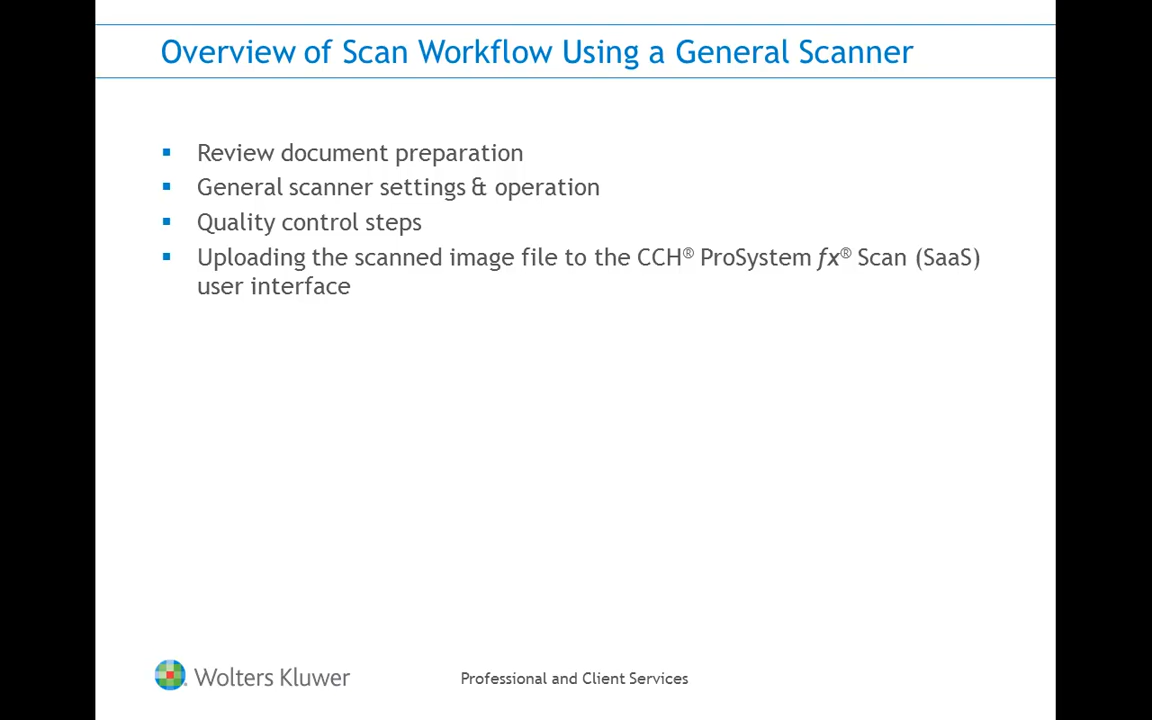 Overview of Scan Workflow Using a General Scanner
▪ Review document preparation
▪ General scanner settings & operation
▪ Quality control steps
▪ Uploading the scanned image file to the CCH® ProSystem fx® Scan (SaaS)
user interface
Wolters Kluwer
Professional and Client Services